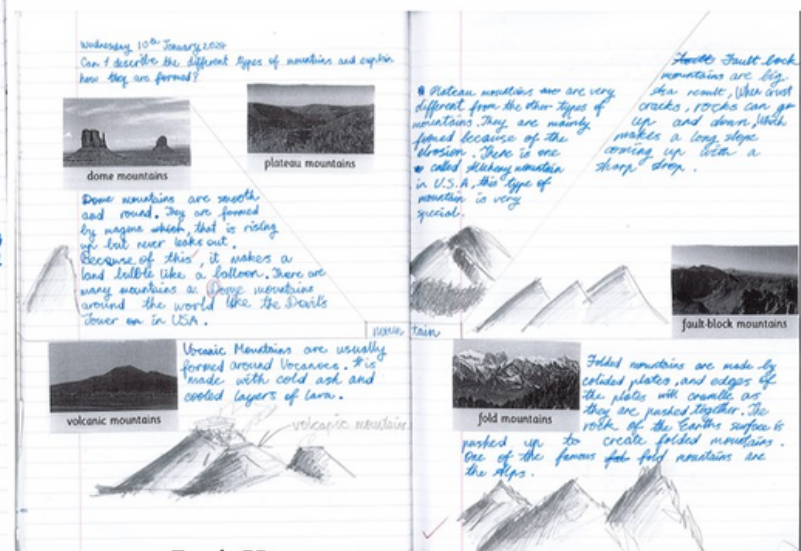 Wednesday 10th January 2024
Can I describe the different types of mountains and explain
how they are formed?
dome mountains
plateau mountains
Dome mountains are smooth
and round. They are formed
by magma which, that is rising
up but never leaks out.
Because of this, it makes a
land bubble like a balloon. There are
many mountains a Dome mountains
around the world like the Devils
Tower on in USA.
volcanic mountains
Vocanic Mountains are usually
formed around Vocanoes. It is
made with cold ash and
cooled layers of lava.
volcanic mountains
moun tain
Plateau mountains are very
different from the other types of
mountains. They are mainly
formed because of the
erosion. There is one
called mountain
in U.S.A, this type of
mountain is very
special.
Fault Fault bock
mountains are big
result, When crust
cracks, rocks can go
up and down, Which
makes a long slope
coming up with a
sharp drop.
fault-block mountains
fold mountains
Folded mountains are made by
colided plates, and edges of
the plates will crumble as
they are pushed together. The
rock of the Earths surface is
pushed up to create folded mountains.
One of the famous fold mountains are
the Alps.